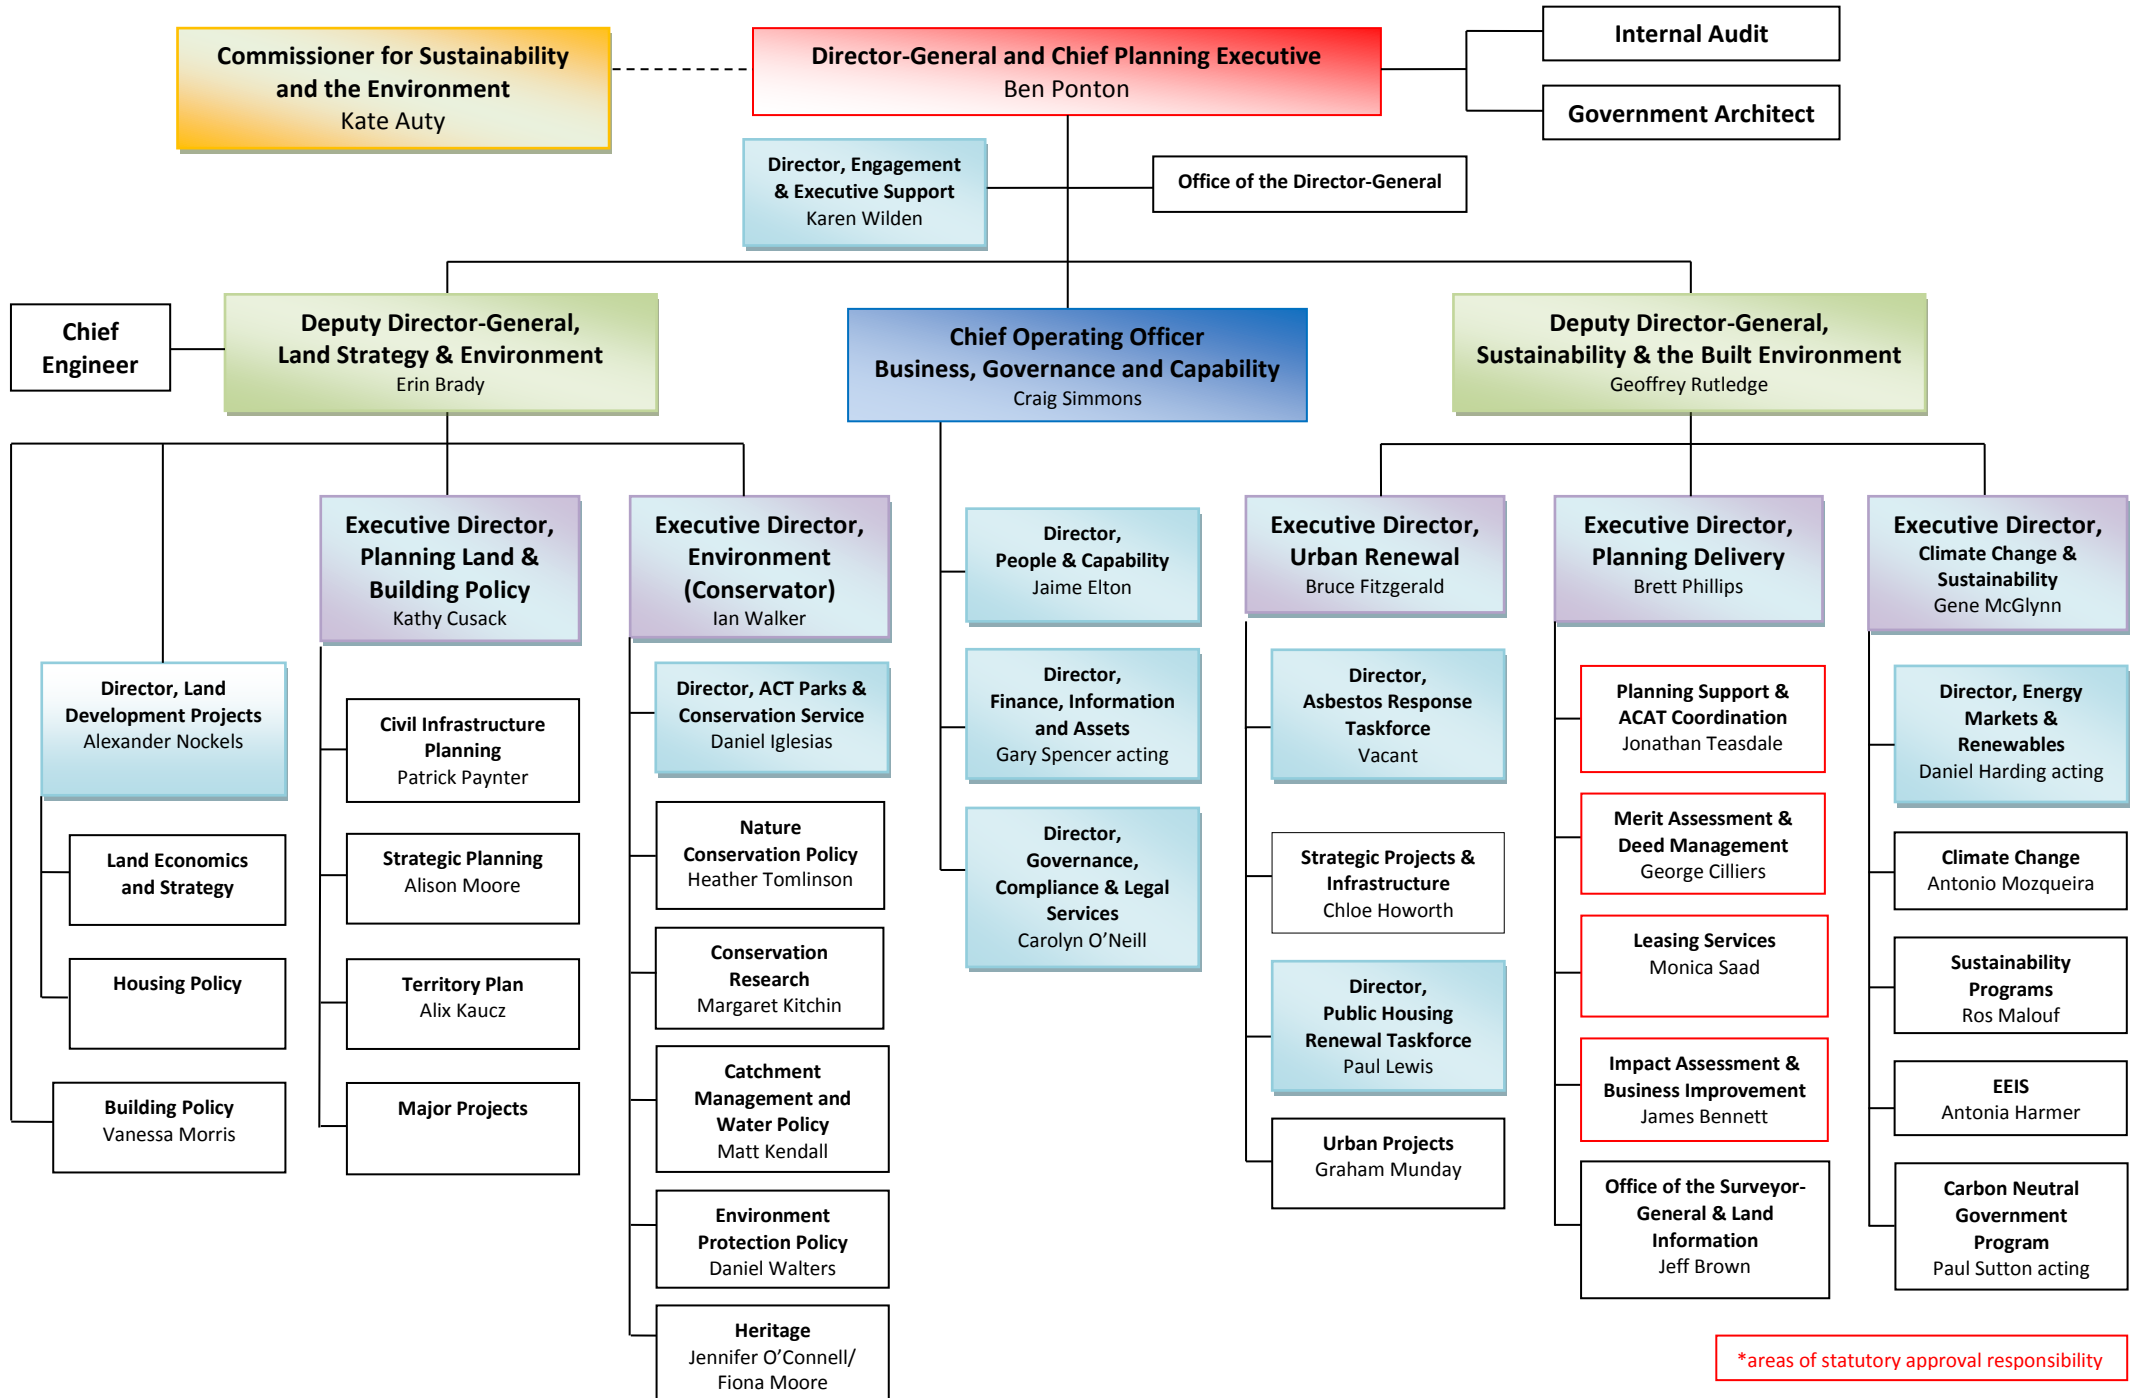 Commissioner for Sustainability
and the Environment
Kate Auty
Director-General and Chief Planning Executive
Ben Ponton
Internal Audit
Government Architect
Director, Engagement
& Executive Support
Karen Wilden
Office of the Director-General
Chief
Engineer
Deputy Director-General,
Land Strategy & Environment
Erin Brady
Chief Operating Officer
Business, Governance and Capability
Craig Simmons
Deputy Director-General,
Sustainability & the Built Environment
Geoffrey Rutledge
Director, Land
Development Projects
Alexander Nockels
Land Economics
and Strategy
Housing Policy
Building Policy
Vanessa Morris
Executive Director,
Planning Land &
Building Policy
Kathy Cusack
Civil Infrastructure
Planning
Patrick Paynter
Strategic Planning
Alison Moore
Territory Plan
Alix Kaucz
Major Projects
Executive Director,
Environment
(Conservator)
Ian Walker
Director, ACT Parks &
Conservation Service
Daniel Iglesias
Nature
Conservation Policy
Heather Tomlinson
Conservation
Research
Margaret Kitchin
Catchment
Management and
Water Policy
Matt Kendall
Environment
Protection Policy
Daniel Walters
Heritage
Jennifer O’Connell/
Fiona Moore
Director,
People & Capability
Jaime Elton
Director,
Finance, Information
and Assets
Gary Spencer acting
Director,
Governance,
Compliance & Legal
Services
Carolyn O’Neill
Executive Director,
Urban Renewal
Bruce Fitzgerald
Director,
Asbestos Response
Taskforce
Vacant
Strategic Projects &
Infrastructure
Chloe Howorth
Director,
Public Housing
Renewal Taskforce
Paul Lewis
Urban Projects
Graham Munday
Executive Director,
Planning Delivery
Brett Phillips
Planning Support &
ACAT Coordination
Jonathan Teasdale
Merit Assessment &
Deed Management
George Cilliers
Leasing Services
Monica Saad
Impact Assessment &
Business Improvement
James Bennett
Office of the Surveyor-
General & Land
Information
Jeff Brown
Executive Director,
Climate Change &
Sustainability
Gene McGlynn
Director, Energy
Markets &
Renewables
Daniel Harding acting
Climate Change
Antonio Mozqueira
Sustainability
Programs
Ros Malouf
EEIS
Antonia Harmer
Carbon Neutral
Government
Program
Paul Sutton acting
*areas of statutory approval responsibility